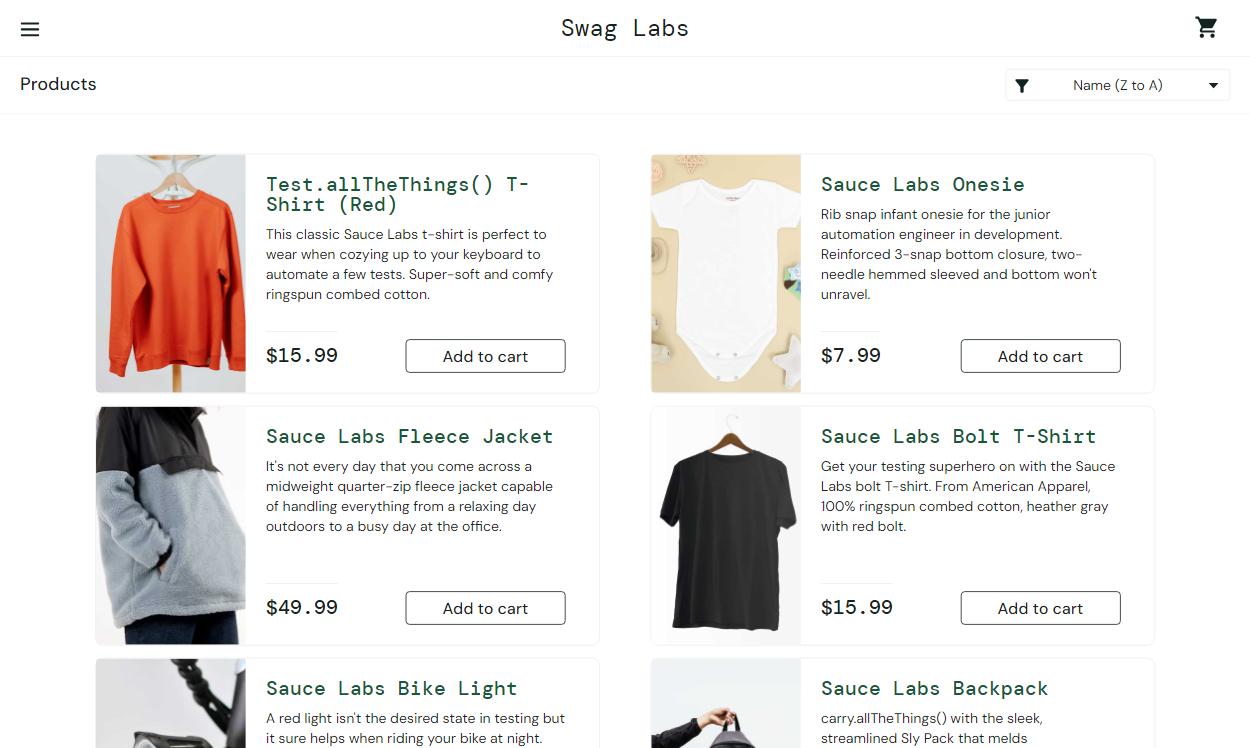 Swag Labs
Products
Name (Z to A)
Test.allTheThings() T-
Shirt (Red)
This classic Sauce Labs t-shirt is perfect to
wear when cozying up to your keyboard to
automate a few tests. Super-soft and comfy
ringspun combed cotton.
$15.99
Add to cart
Sauce Labs Onesie
Rib snap infant onesie for the junior
automation engineer in development.
Reinforced 3-snap bottom closure, two-
needle hemmed sleeved and bottom won't
unravel.
$7.99
Add to cart
Sauce Labs Fleece Jacket
It's not every day that you come across a
midweight quarter-zip fleece jacket capable
of handling everything from a relaxing day
outdoors to a busy day at the office.
$49.99
Add to cart
Sauce Labs Bolt T-Shirt
Get your testing superhero on with the Sauce
Labs bolt T-shirt. From American Apparel,
100% ringspun combed cotton, heather gray
with red bolt.
$15.99
Add to cart
Sauce Labs Bike Light
A red light isn't the desired state in testing but
it sure helps when riding your bike at night.
Sauce Labs Backpack
carry.allTheThings() with the sleek,
streamlined Sly Pack that melds